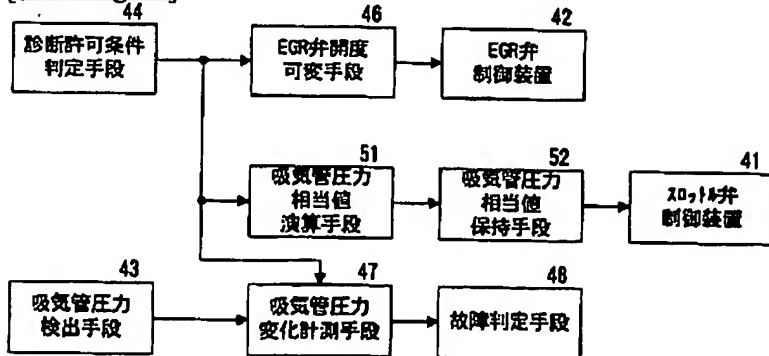 44
診断許可条件
判定手段
46
EGR弁開度
可変手段
42
EGR弁
制御装置
51
吸気管圧力
相当値
演算手段
52
吸気管圧力
相当値
保持手段
41
スロットル弁
制御装置
43
吸気管圧力
検出手段
47
吸気管圧力
変化計測手段
48
故障判定手段